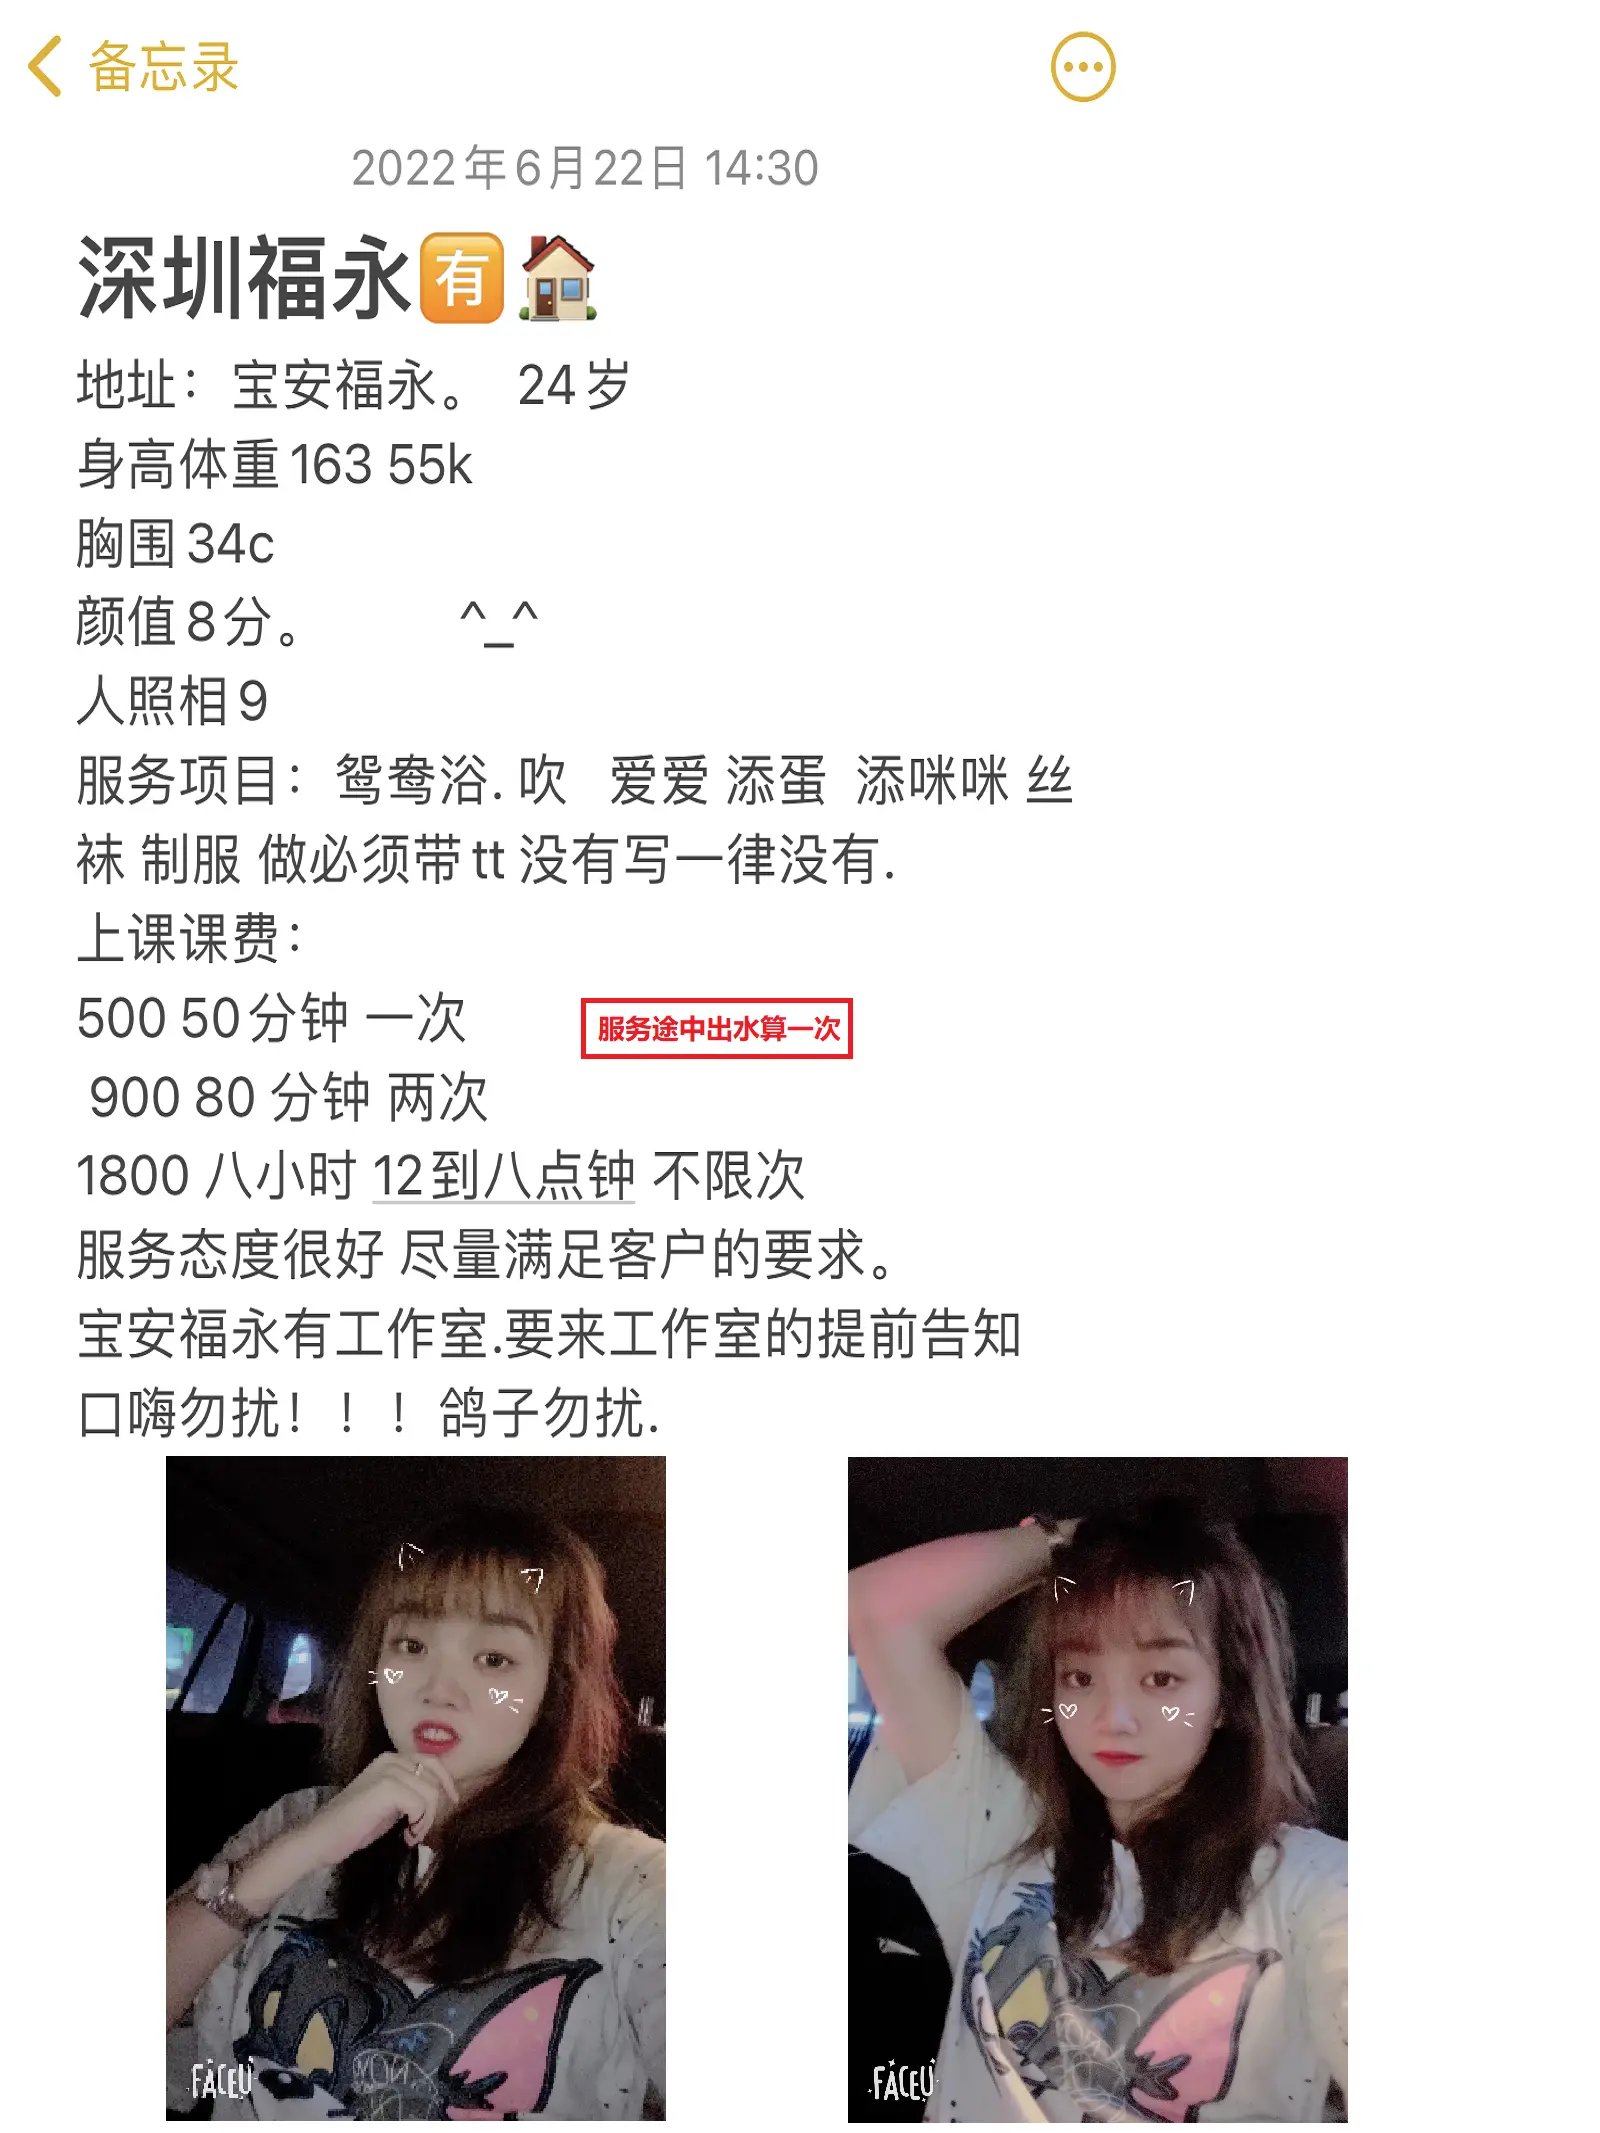 备忘录
2022年6月22日 14:30
深圳福永🈶🏠
地址：宝安福永。 24岁
身高体重163 55k
胸围34c
颜值8分。 ^_^
人照相9
服务项目：鸳鸯浴. 吹 爱爱 添蛋 添咪咪 丝
袜 制服 做必须带tt 没有写一律没有.
上课课费：
500 50分钟 一次
服务途中出水算一次
900 80 分钟 两次
1800 八小时 12到八点钟 不限次
服务态度很好 尽量满足客户的要求。
宝安福永有工作室.要来工作室的提前告知
口嗨勿扰！！！鸽子勿扰.
FACEU
FACEU